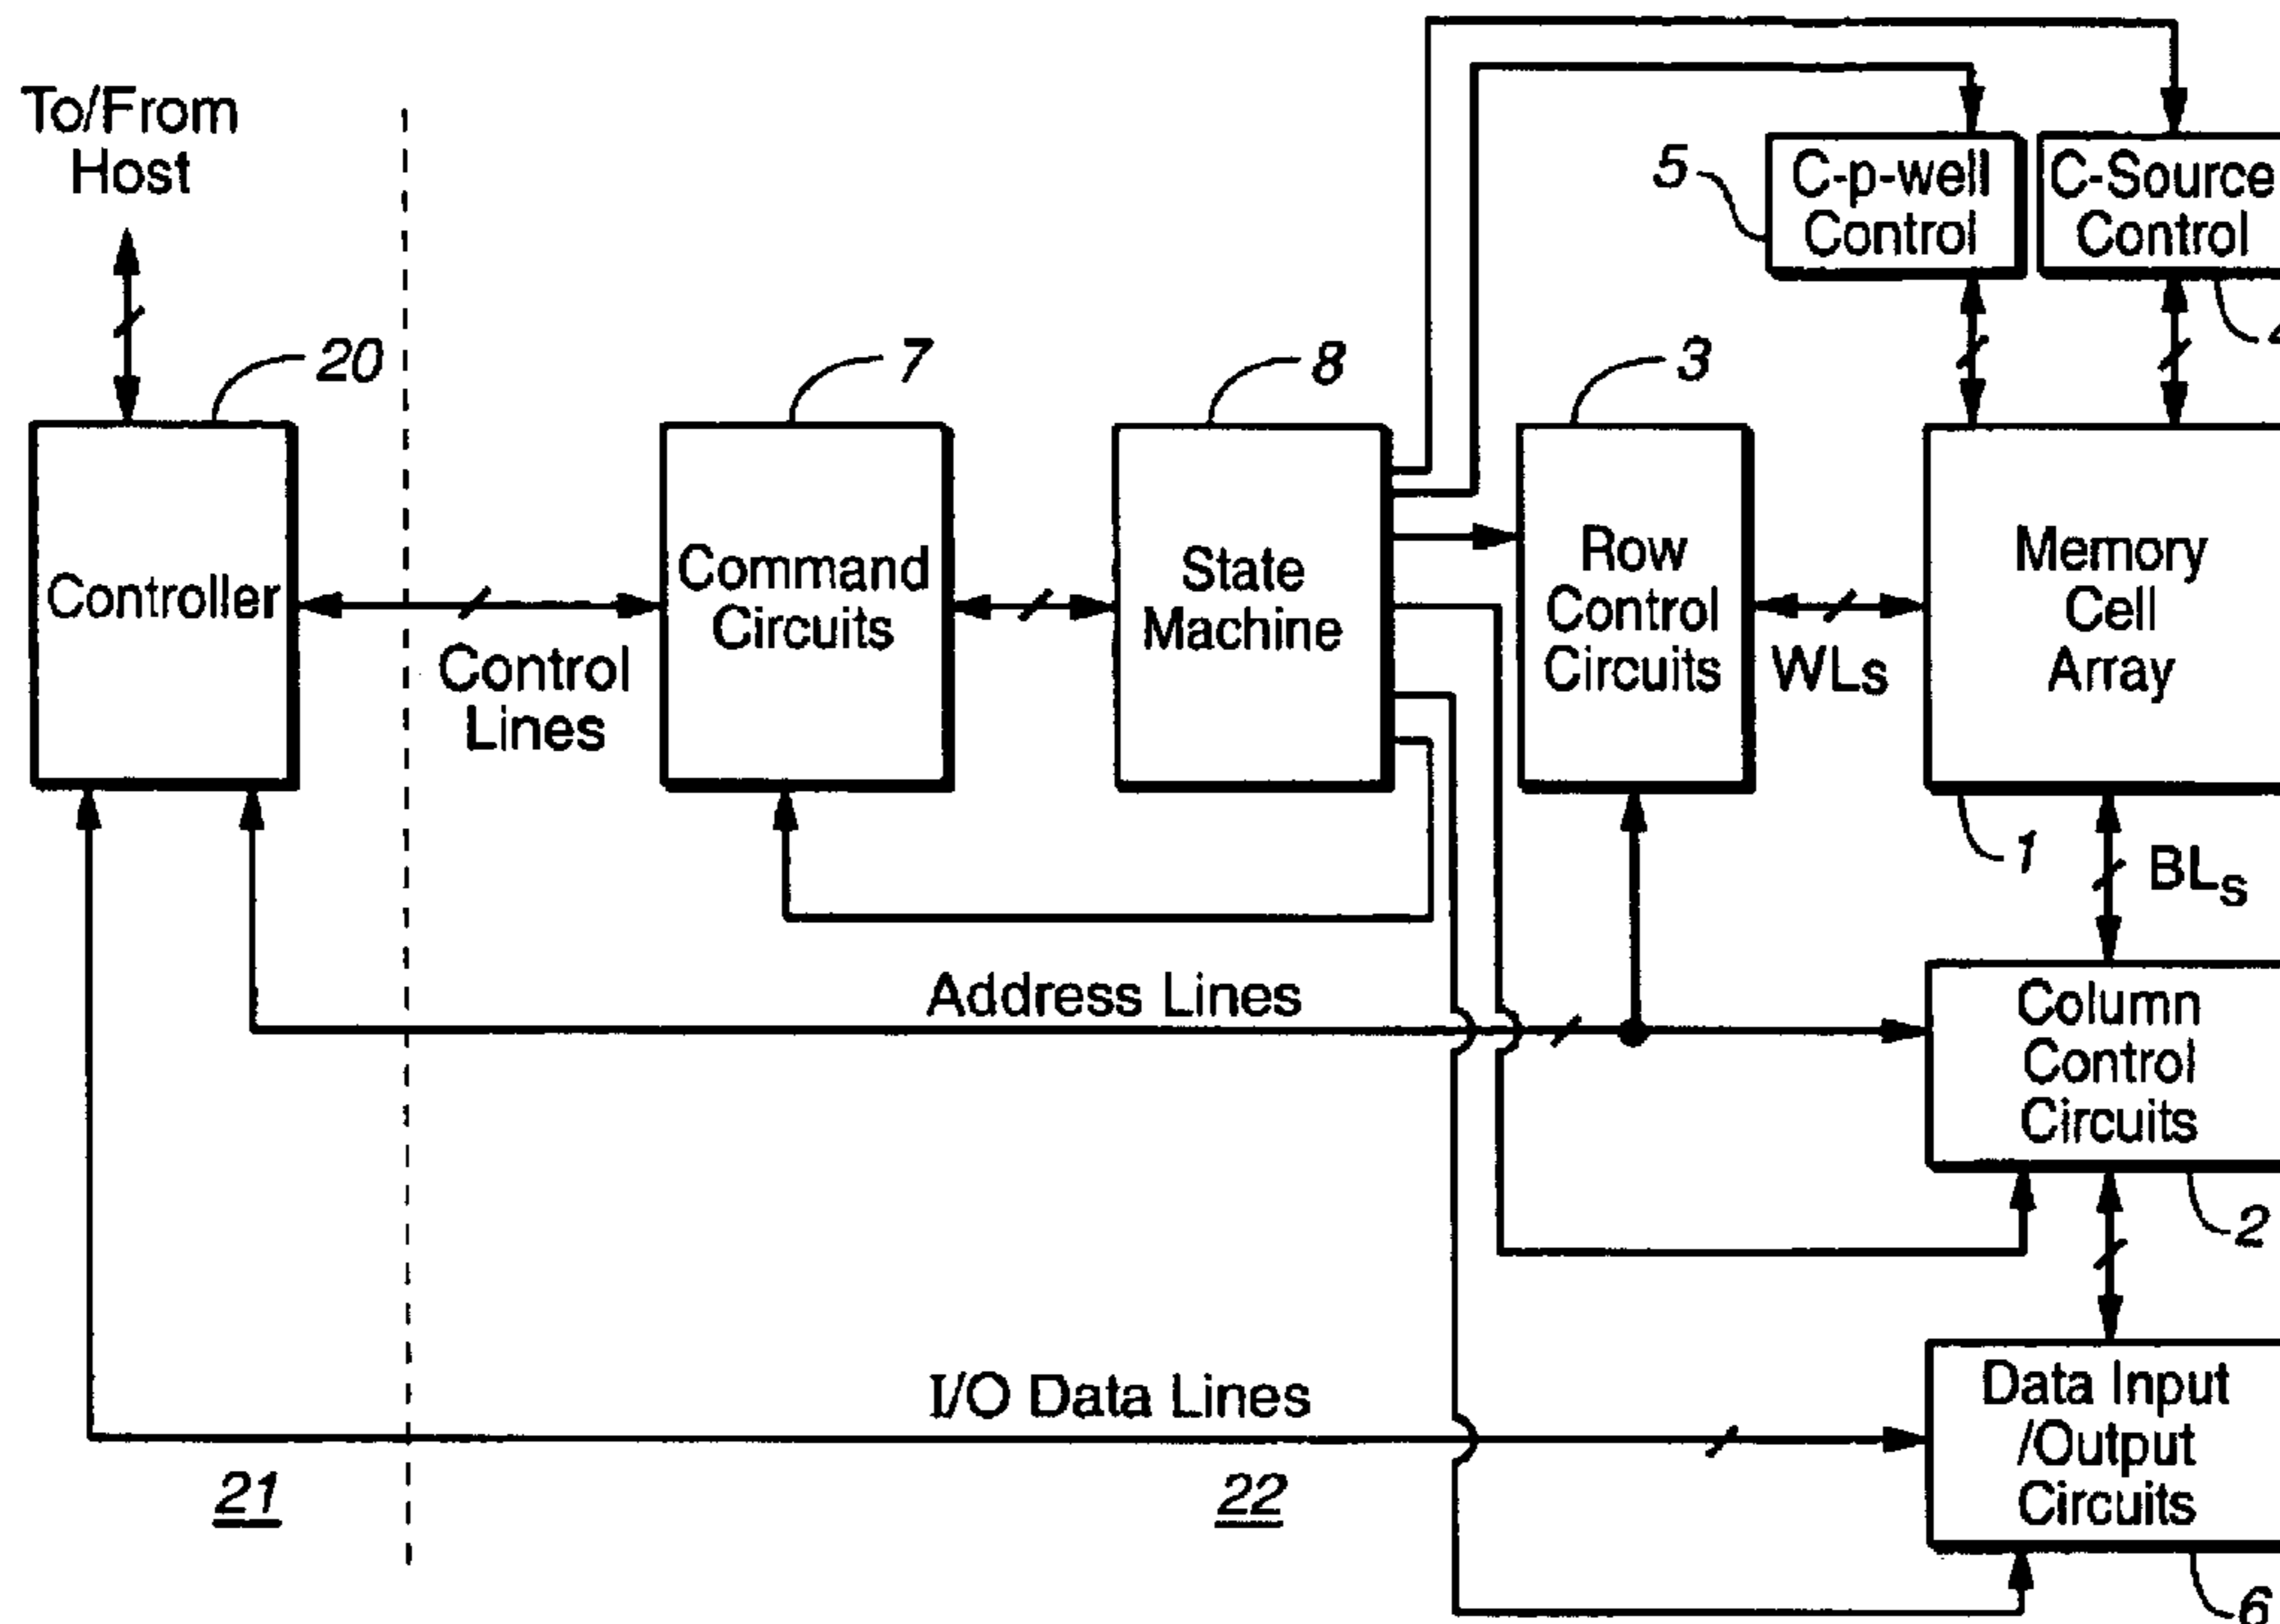 To/From
Host
20
7
8
3
5
C-p-well
Control
C-Source
Control
Controller
Control
Lines
Command
Circuits
State
Machine
Row
Control
Circuits
WLs
Memory
Cell
Array
1
BLs
Address Lines
Column
Control
Circuits
2
I/O Data Lines
Data Input
/Output
Circuits
6
21
22